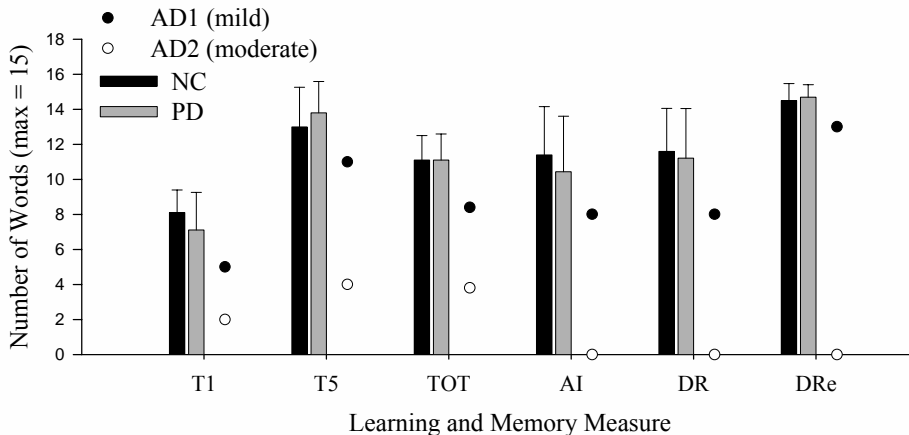 AD1 (mild)
AD2 (moderate)
NC
PD
Number of Words (max = 15)
18
16
14
12
10
8
6
4
2
0
T1 T5 TOT AI DR DRe
Learning and Memory Measure